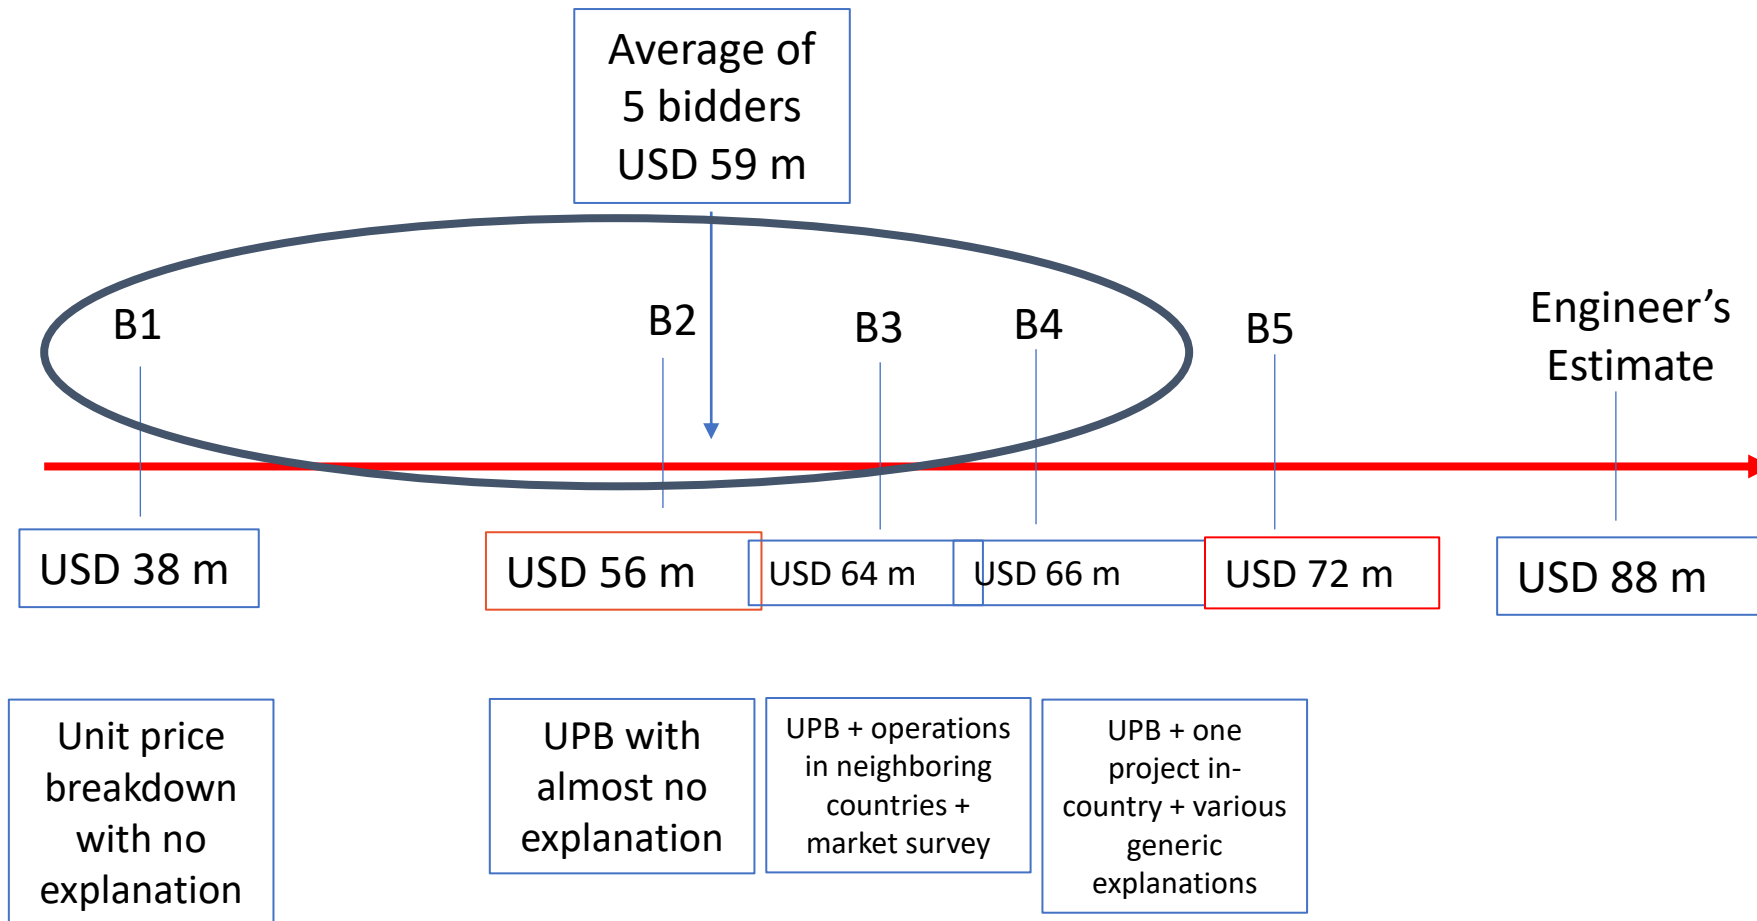 Average of
5 bidders
USD 59 m
B1
B2
B3
B4
B5
Engineer’s
Estimate
USD 38 m
USD 56 m
USD 64 m
USD 66 m
USD 72 m
USD 88 m
Unit price
breakdown
with no
explanation
UPB with
almost no
explanation
UPB + operations
in neighboring
countries +
market survey
UPB + one
project in-
country + various
generic
explanations